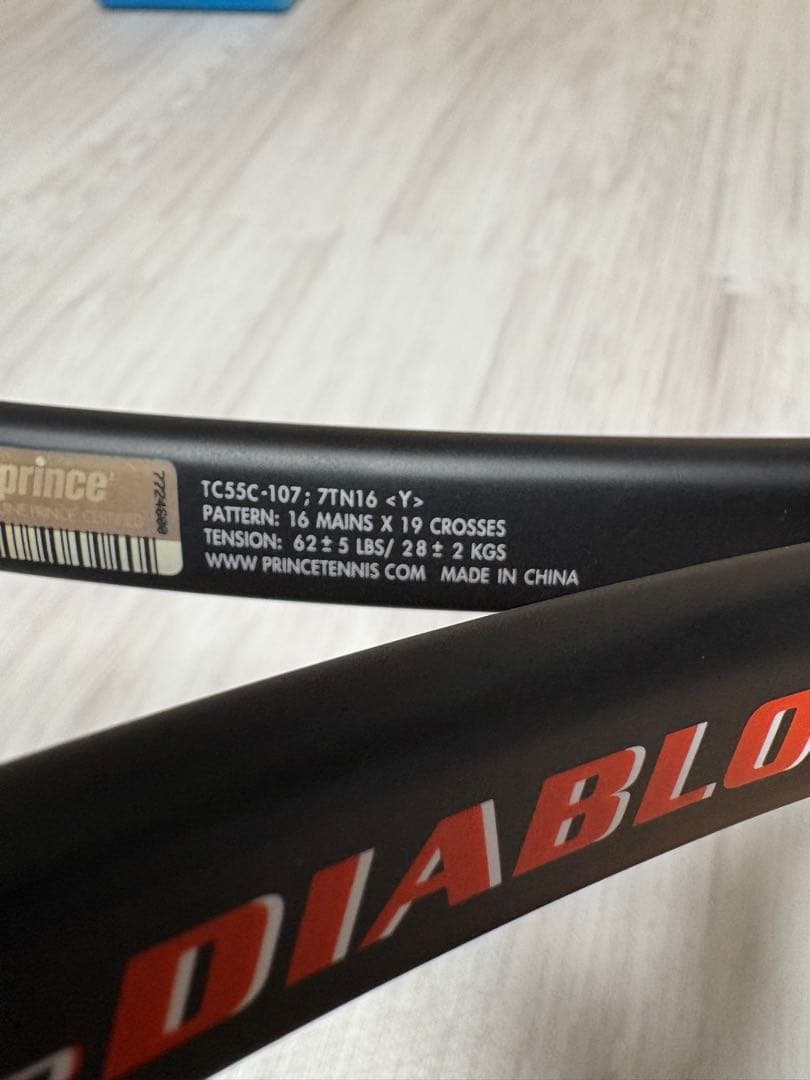 prince
7724800
TC55C-107; 7TN16 <Y>
PATTERN: 16 MAINS X 19 CROSSES
TENSION: 62 ± 5 LBS/ 28 ± 2 KGS
WWW PRINCETENNIS COM MADE IN CHINA
DIABLO